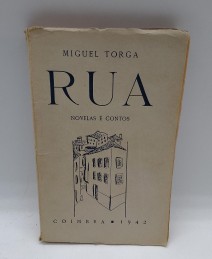 MIGUEL TORGA
RUA
NOVELAS E CONTOS
COIMBRA ★ 1942